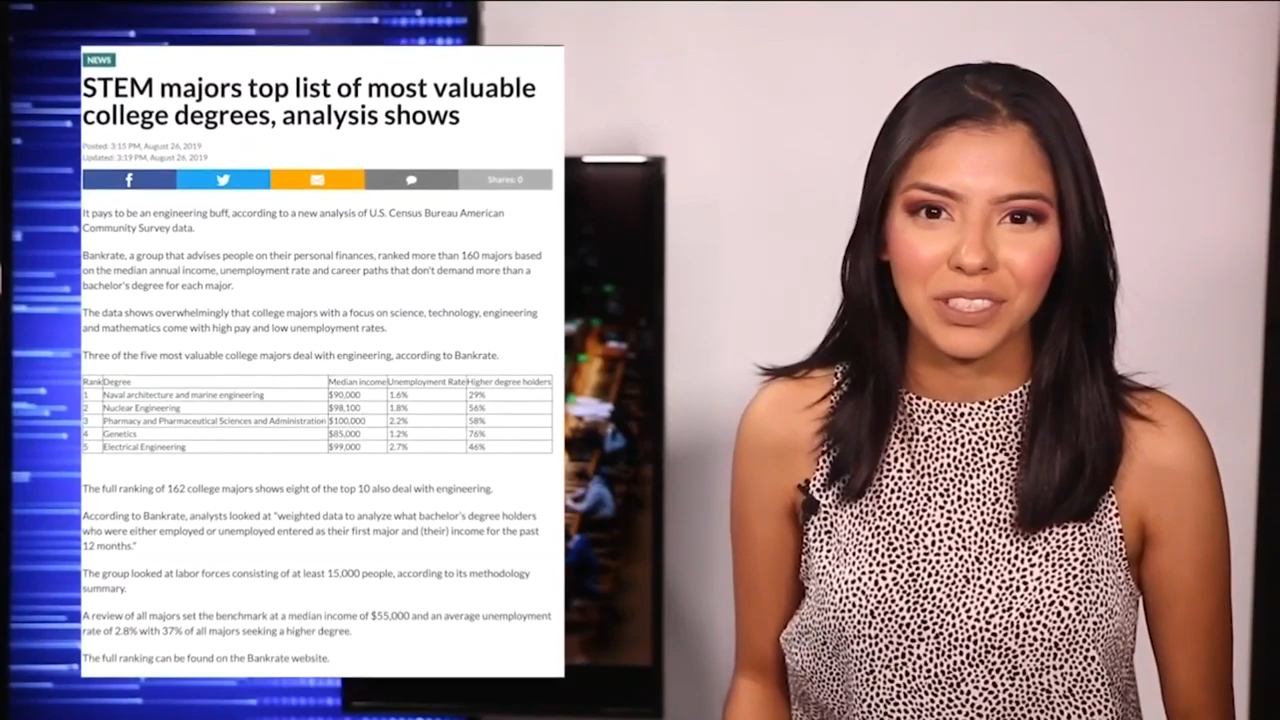 NEWS
STEM majors top list of most valuable
college degrees, analysis shows
Posted: 3:15 PM, August 26, 2019
Updated: 3:19 PM, August 26, 2019
f
Shares: 0
It pays to be an engineering buff, according to a new analysis of U.S. Census Bureau American
Community Survey data.
Bankrate, a group that advises people on their personal finances, ranked more than 160 majors based
on the median annual income, unemployment rate and career paths that don't demand more than a
bachelor's degree for each major.
The data shows overwhelmingly that college majors with a focus on science, technology, engineering
and mathematics come with high pay and low unemployment rates.
Three of the five most valuable college majors deal with engineering, according to Bankrate.
Rank Degree Median income Unemployment Rate Higher degree holders
1 Naval architecture and marine engineering $90,000 1.6% 29%
2 Nuclear Engineering $98,100 1.8% 56%
3 Pharmacy and Pharmaceutical Sciences and Administration $100,000 2.2% 58%
4 Genetics $85,000 1.2% 76%
5 Electrical Engineering $99,000 2.7% 46%
The full ranking of 162 college majors shows eight of the top 10 also deal with engineering.
According to Bankrate, analysts looked at "weighted data to analyze what bachelor's degree holders
who were either employed or unemployed entered as their first major and (their) income for the past
12 months."
The group looked at labor forces consisting of at least 15,000 people, according to its methodology
summary.
A review of all majors set the benchmark at a median income of $55,000 and an average unemployment
rate of 2.8% with 37% of all majors seeking a higher degree.
The full ranking can be found on the Bankrate website.